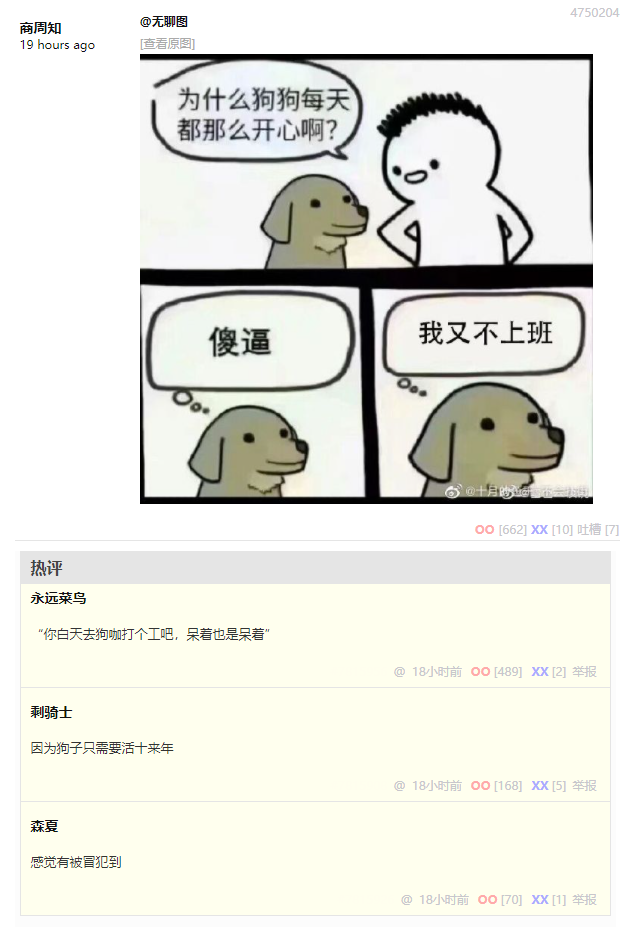 4750204
商周知
19 hours ago
@无聊图
[查看原图]
为什么狗狗每天
都那么开心啊?
傻逼
我又不上班
@十月
OO [662] XX [10] 吐槽 [7]
热评
永远菜鸟
“你白天去狗咖打个工吧，呆着也是呆着”
@ 18小时前 OO [489] XX [2] 举报
剩骑士
因为狗子只需要活十来年
@ 18小时前 OO [168] XX [5] 举报
森夏
感觉有被冒犯到
@ 18小时前 OO [70] XX [1] 举报